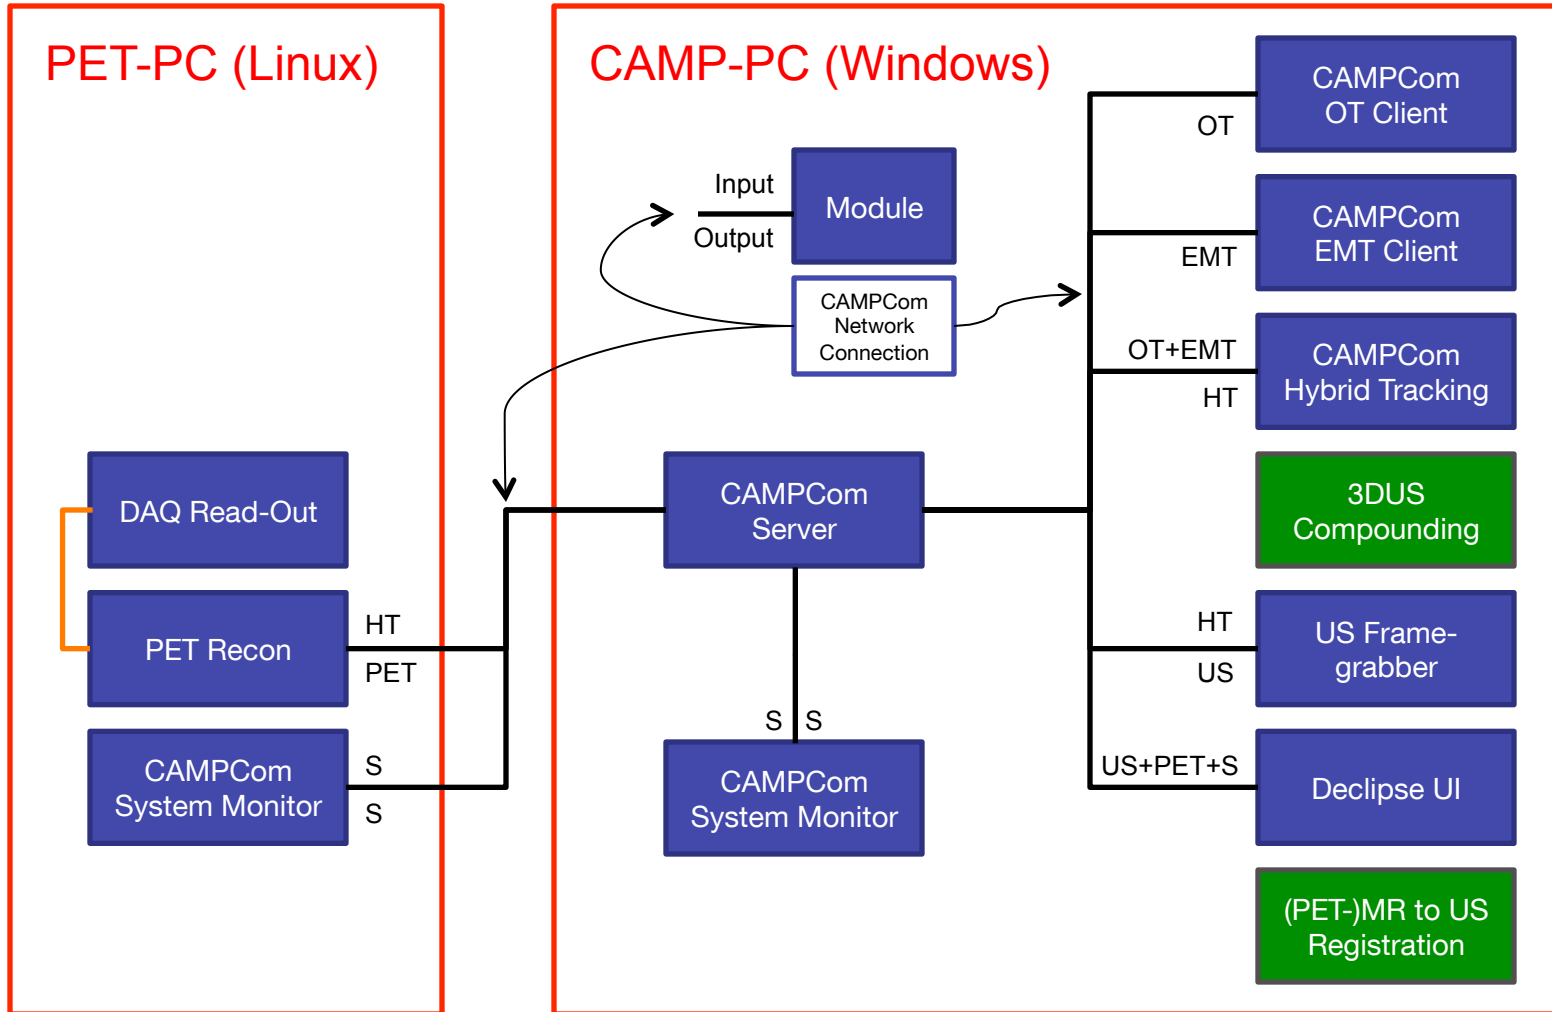 PET-PC (Linux)
DAQ Read-Out
PET Recon
HT
PET
CAMPCom
System Monitor
S
S
CAMP-PC (Windows)
Input
Output
Module
CAMPCom
Network
Connection
CAMPCom
Server
S S
CAMPCom
System Monitor
OT
CAMPCom
OT Client
EMT
CAMPCom
EMT Client
OT+EMT
HT
CAMPCom
Hybrid Tracking
3DUS
Compounding
HT
US
US Frame-
grabber
US+PET+S
Declipse UI
(PET-)MR to US
Registration